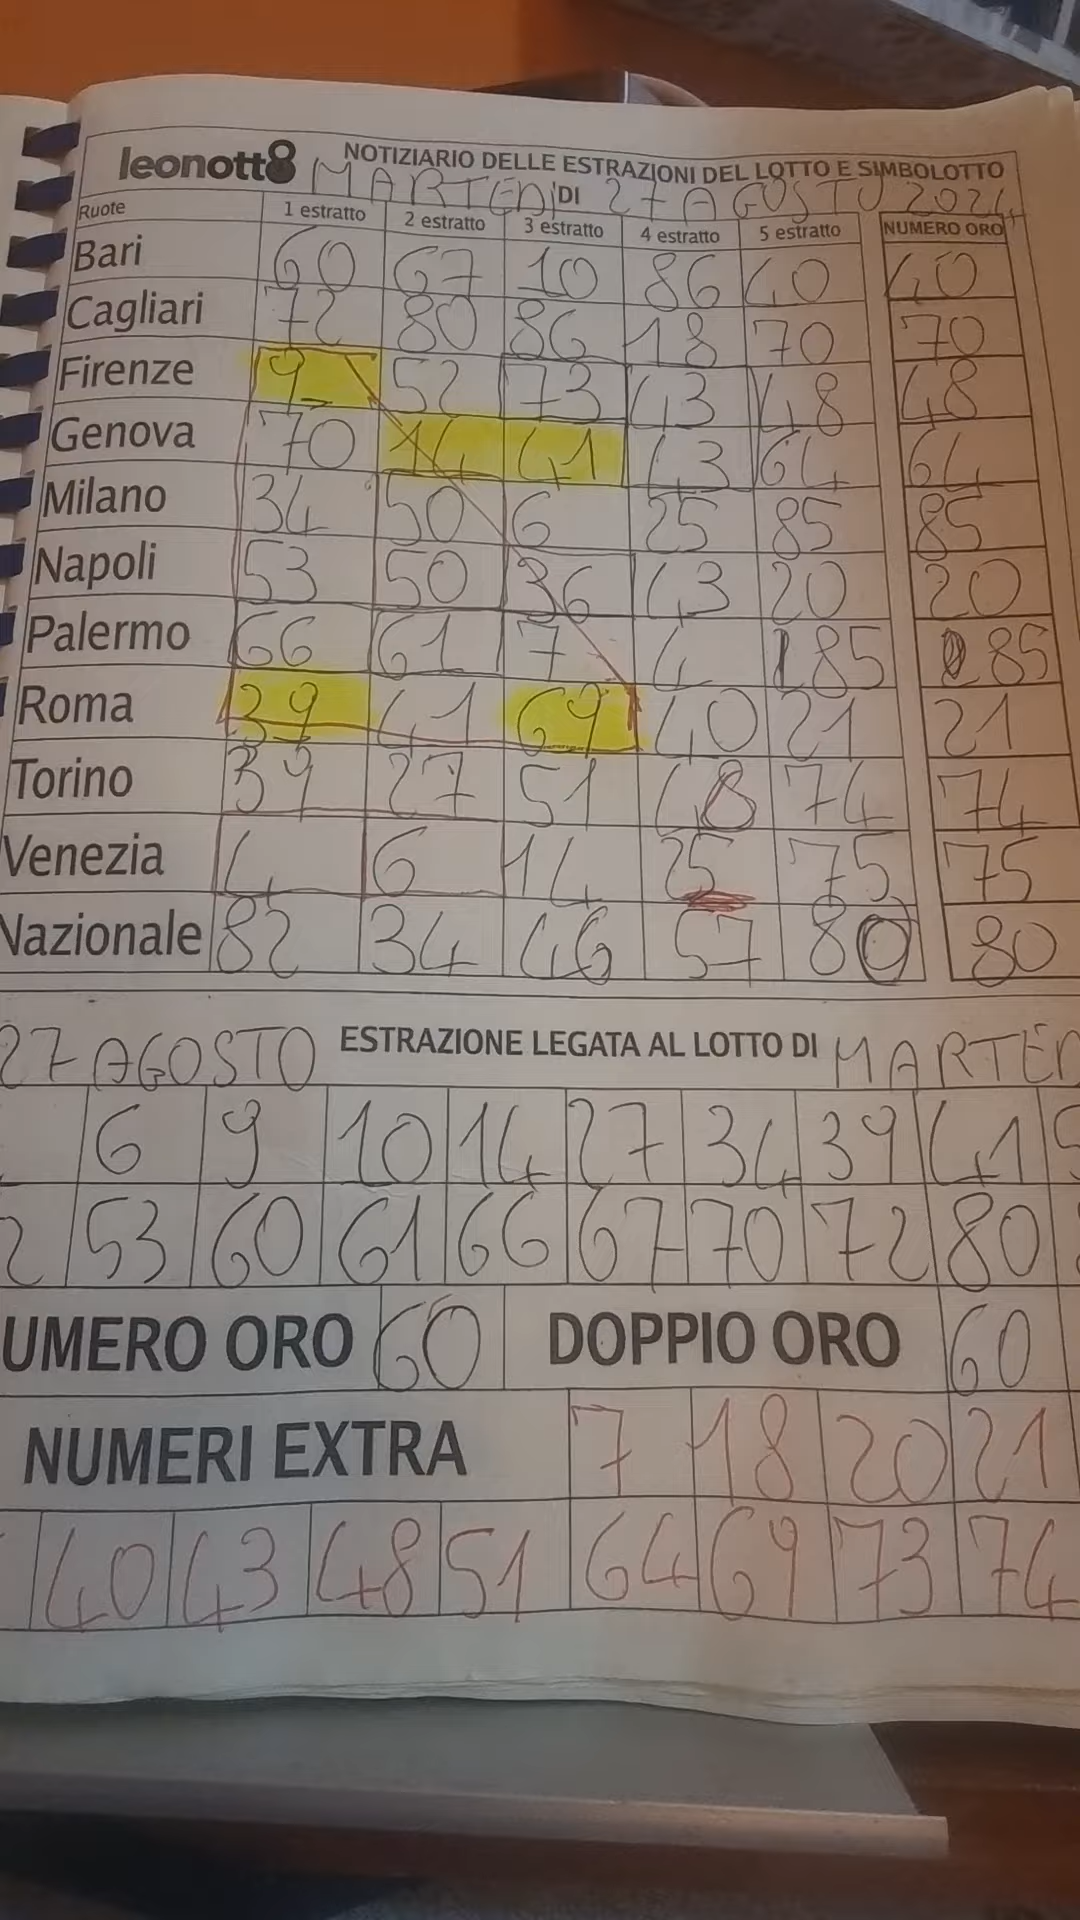 leonott8 NOTIZIARIO DELLE ESTRAZIONI DEL LOTTO E SIMBOLOTTO
MARTEDI' DI 27 AGOSTO 2024
Ruote 1 estratto 2 estratto 3 estratto 4 estratto 5 estratto NUMERO ORO
Bari 60 67 10 86 40 40
Cagliari 72 80 86 18 70 70
Firenze 9 52 73 43 48 48
Genova 70 14 41 43 64 64
Milano 34 50 6 25 85 85
Napoli 53 50 36 43 20 20
Palermo 66 61 7 4 85 85
Roma 39 41 69 40 21 21
Torino 39 27 51 48 74 74
Venezia 4 6 14 25 75 75
Nazionale 82 34 46 57 80 80
27 AGOSTO ESTRAZIONE LEGATA AL LOTTO DI MARTED
6 9 10 14 27 34 39 41
2 53 60 61 66 67 70 72 80
UMERO ORO 60 DOPPIO ORO 60
NUMERI EXTRA 7 18 20 21
40 43 48 51 64 69 73 74